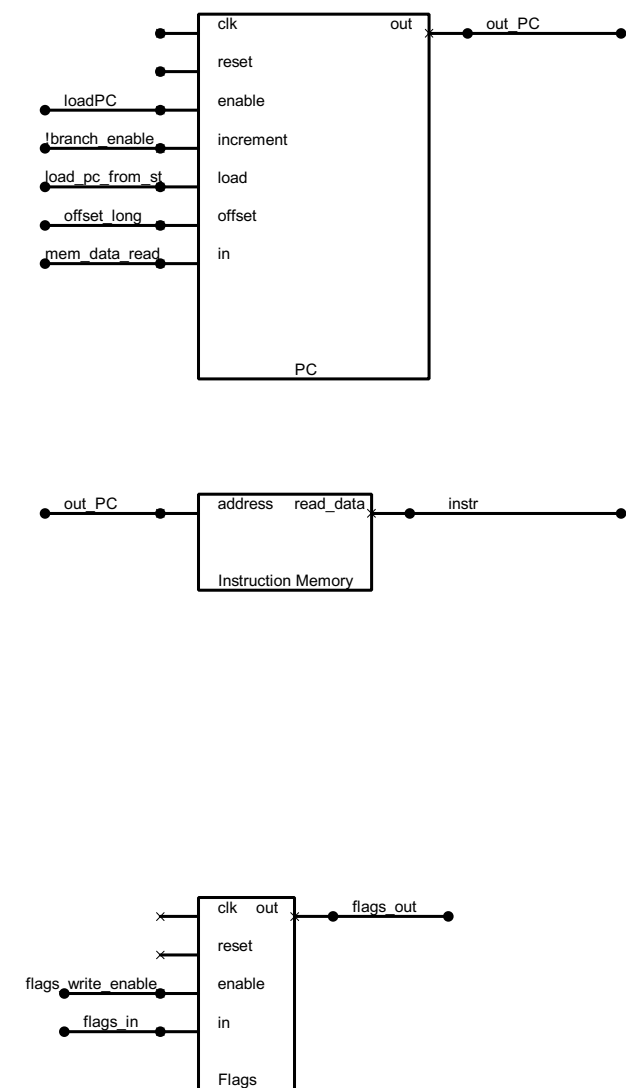 clk out out_PC
reset
loadPC enable
!branch_enable increment
load_pc_from_st load
offset_long offset
mem_data_read in
PC
out_PC address read_data instr
Instruction Memory
clk out flags_out
reset
flags_write_enable enable
flags_in in
Flags